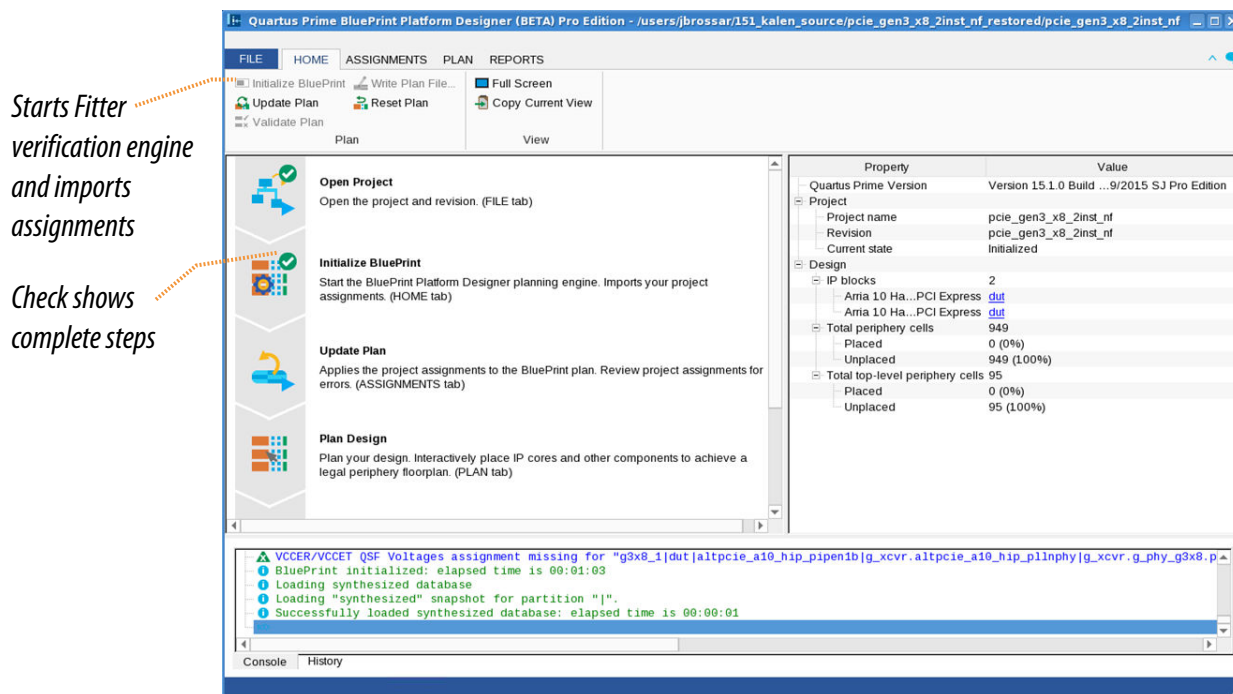 Quartus Prime BluePrint Platform Designer (BETA) Pro Edition - /users/jbrossar/151_kalen_source/pcie_gen3_x8_2inst_nf_restored/pcie_gen3_x8_2inst_nf
FILE HOME ASSIGNMENTS PLAN REPORTS
Initialize BluePrint Write Plan File... Full Screen
Update Plan Reset Plan Copy Current View
Validate Plan
Plan View
Starts Fitter
verification engine
and imports
assignments
Check shows
complete steps
Open Project
Open the project and revision. (FILE tab)
Initialize BluePrint
Start the BluePrint Platform Designer planning engine. Imports your project
assignments. (HOME tab)
Update Plan
Applies the project assignments to the BluePrint plan. Review project assignments for
errors. (ASSIGNMENTS tab)
Plan Design
Plan your design. Interactively place IP cores and other components to achieve a
legal periphery floorplan. (PLAN tab)
Property Value
Quartus Prime Version Version 15.1.0 Build ...9/2015 SJ Pro Edition
Project
Project name pcie_gen3_x8_2inst_nf
Revision pcie_gen3_x8_2inst_nf
Current state Initialized
Design
IP blocks 2
Arria 10 Ha...PCI Express dut
Arria 10 Ha...PCI Express dut
Total periphery cells 949
Placed 0 (0%)
Unplaced 949 (100%)
Total top-level periphery cells 95
Placed 0 (0%)
Unplaced 95 (100%)
VCCER/VCCET QSF Voltages assignment missing for "g3x8_1|dut|altpcie_a10_hip_pipen1b|g_xcvr.altpcie_a10_hip_pllnphy|g_xcvr.g_phy_g3x8.p
BluePrint initialized: elapsed time is 00:01:03
Loading synthesized database
Loading "synthesized" snapshot for partition "|".
Successfully loaded synthesized database: elapsed time is 00:00:01
Console History